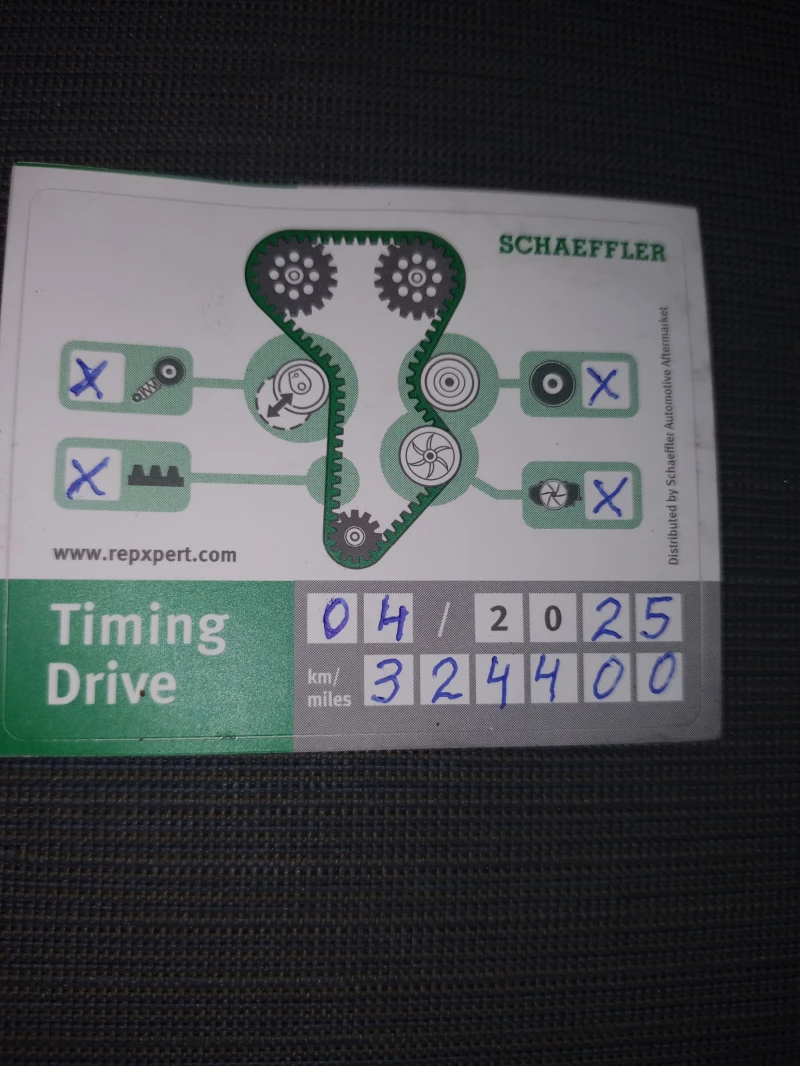 SCHAEFFLER
X
X
X
X
Distributed by Schaeffler Automotive Aftermarket
www.repxpert.com
Timing
Drive
04 / 2025
km/
miles
324400